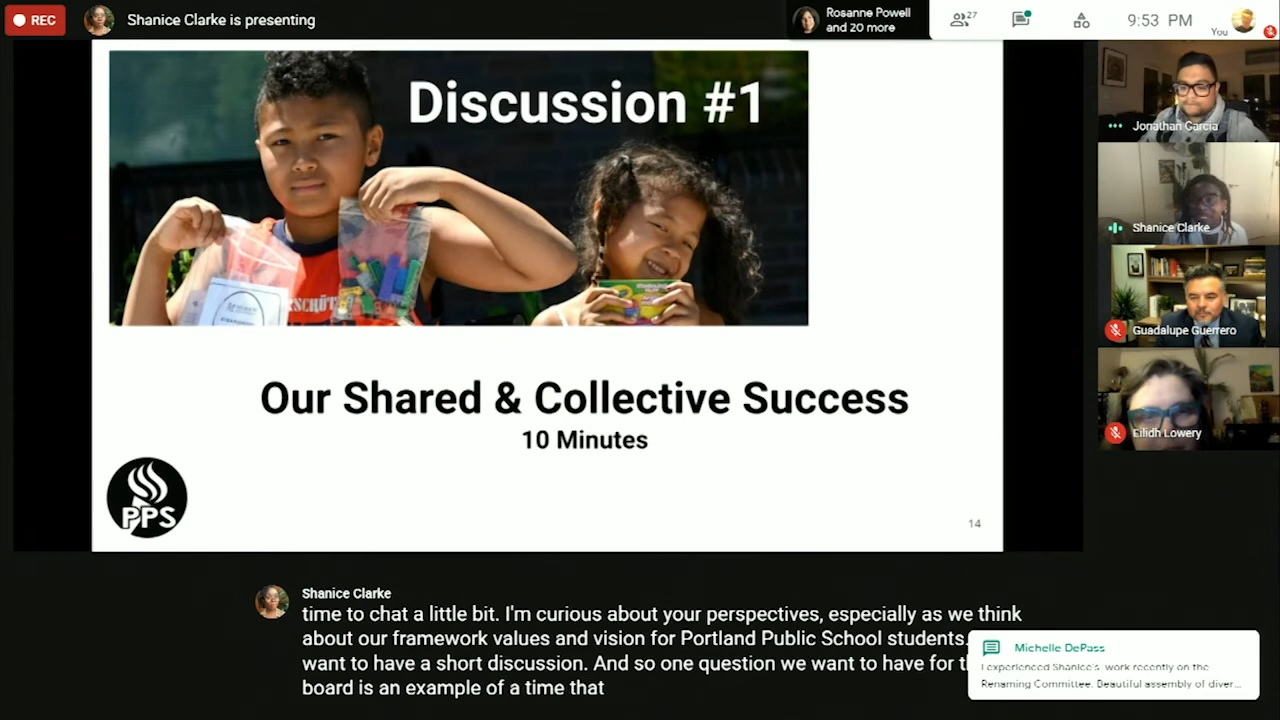 REC
Shanice Clarke is presenting
Rosanne Powell
and 20 more
27
9:53 PM
You
Discussion #1
Our Shared & Collective Success
10 Minutes
PPS
14
Jonathan Garcia
Shanice Clarke
Guadalupe Guerrero
Eilidh Lowery
Shanice Clarke
time to chat a little bit. I'm curious about your perspectives, especially as we think
about our framework values and vision for Portland Public School students.
want to have a short discussion. And so one question we want to have for
board is an example of a time that
Michelle DePass
I experienced Shanice's work recently on the
Renaming Committee. Beautiful assembly of diver...